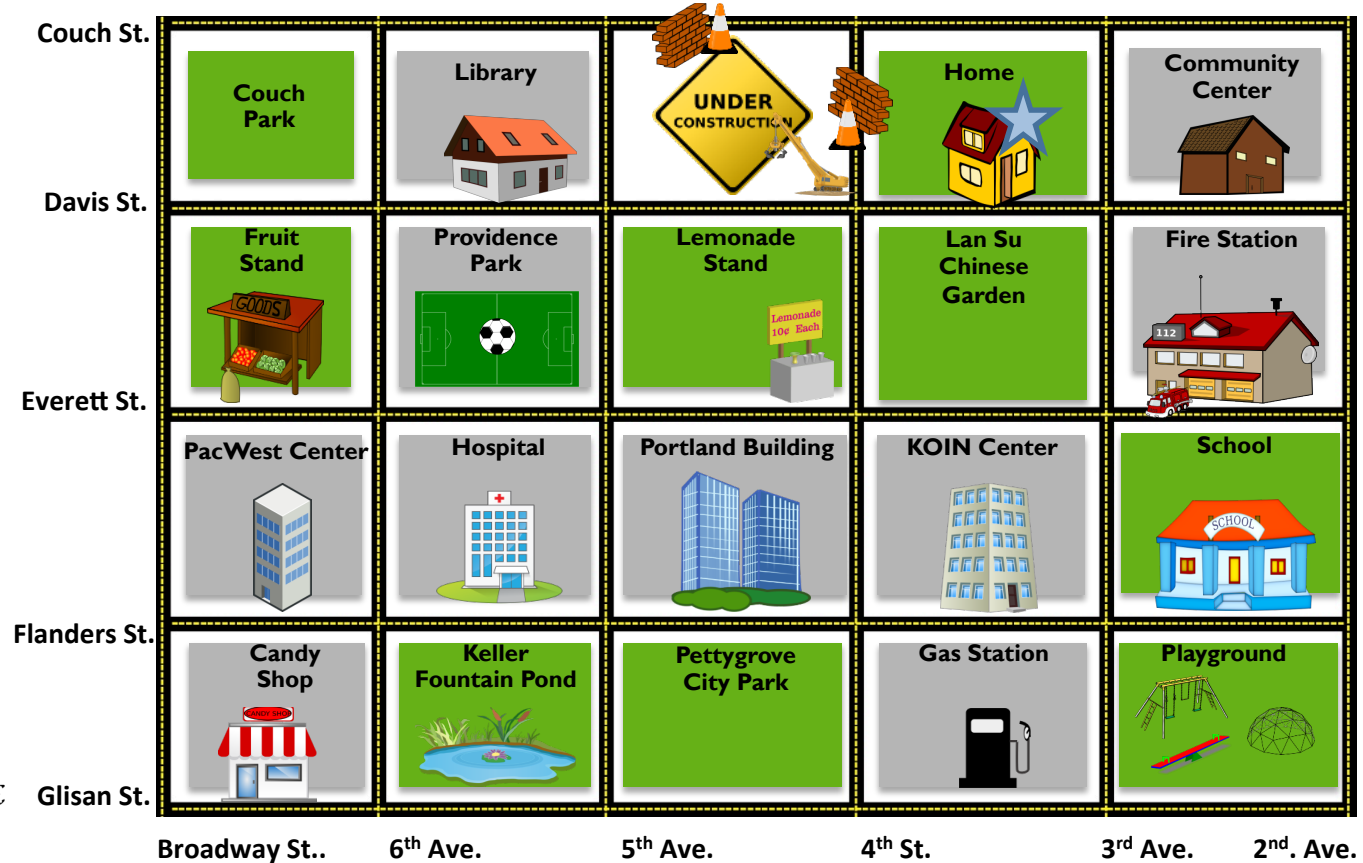 Couch St.
Couch
Park
Library
UNDER
CONSTRUCTION
Home
Community
Center
Davis St.
Fruit
Stand
GOODS
Providence
Park
Lemonade
Stand
Lemonade
10¢ Each
Lan Su
Chinese
Garden
Fire Station
112
Everett St.
PacWest Center
Hospital
Portland Building
KOIN Center
School
SCHOOL
Flanders St.
Candy
Shop
CANDY SHOP
Keller
Fountain Pond
Pettygrove
City Park
Gas Station
Playground
Glisan St.
Broadway St.. 6th Ave. 5th Ave. 4th St. 3rd Ave. 2nd. Ave.